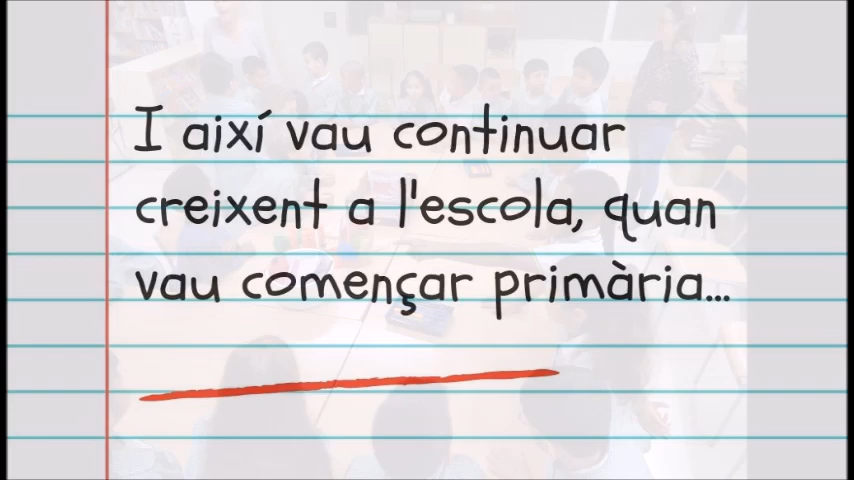 I així vau continuar
creixent a l'escola, quan
vau començar primària...